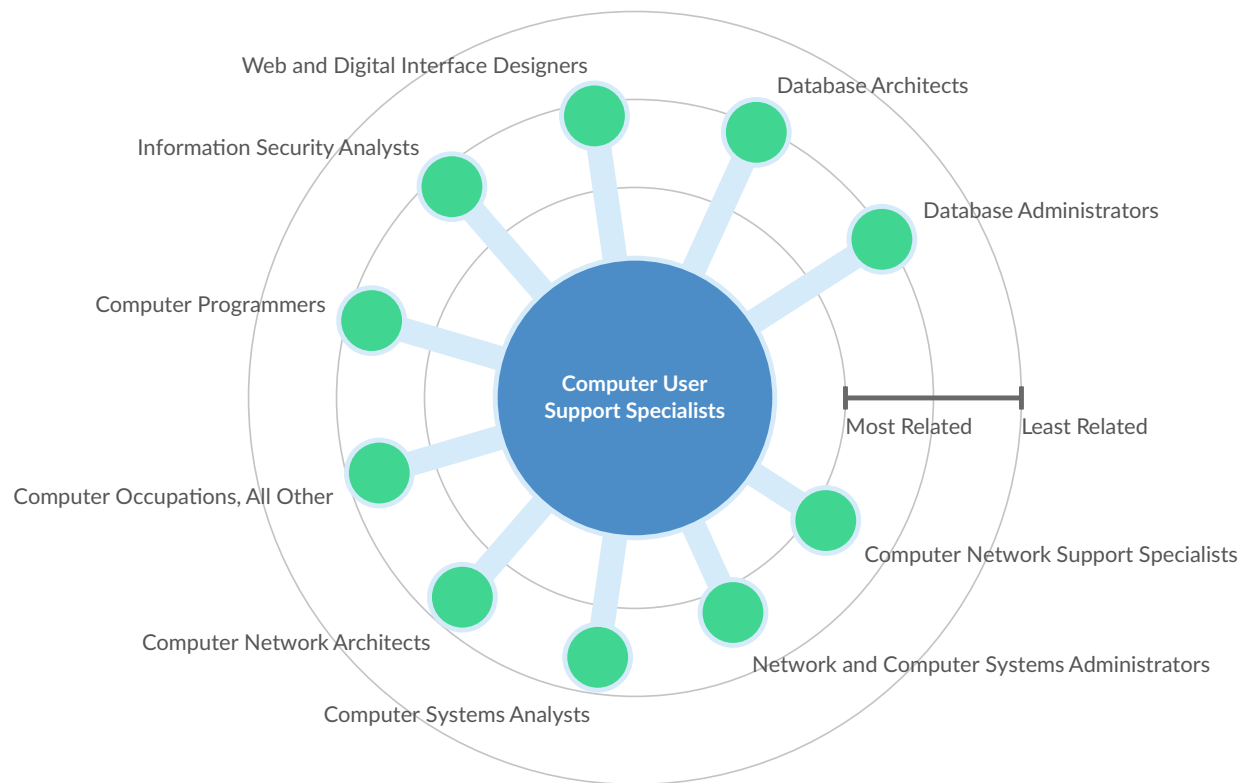 Web and Digital Interface Designers
Database Architects
Information Security Analysts
Database Administrators
Computer Programmers
Computer User
Support Specialists
Most Related
Least Related
Computer Occupations, All Other
Computer Network Support Specialists
Computer Network Architects
Network and Computer Systems Administrators
Computer Systems Analysts